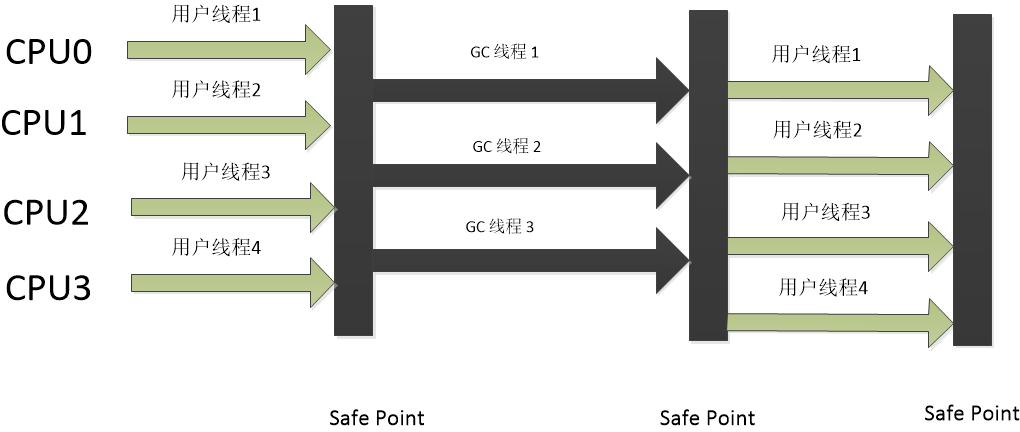 用户线程1
CPU0
GC 线程 1
用户线程1
用户线程2
CPU1
用户线程2
GC 线程 2
用户线程3
CPU2
用户线程3
GC 线程 3
用户线程4
CPU3
用户线程4
Safe Point
Safe Point
Safe Point